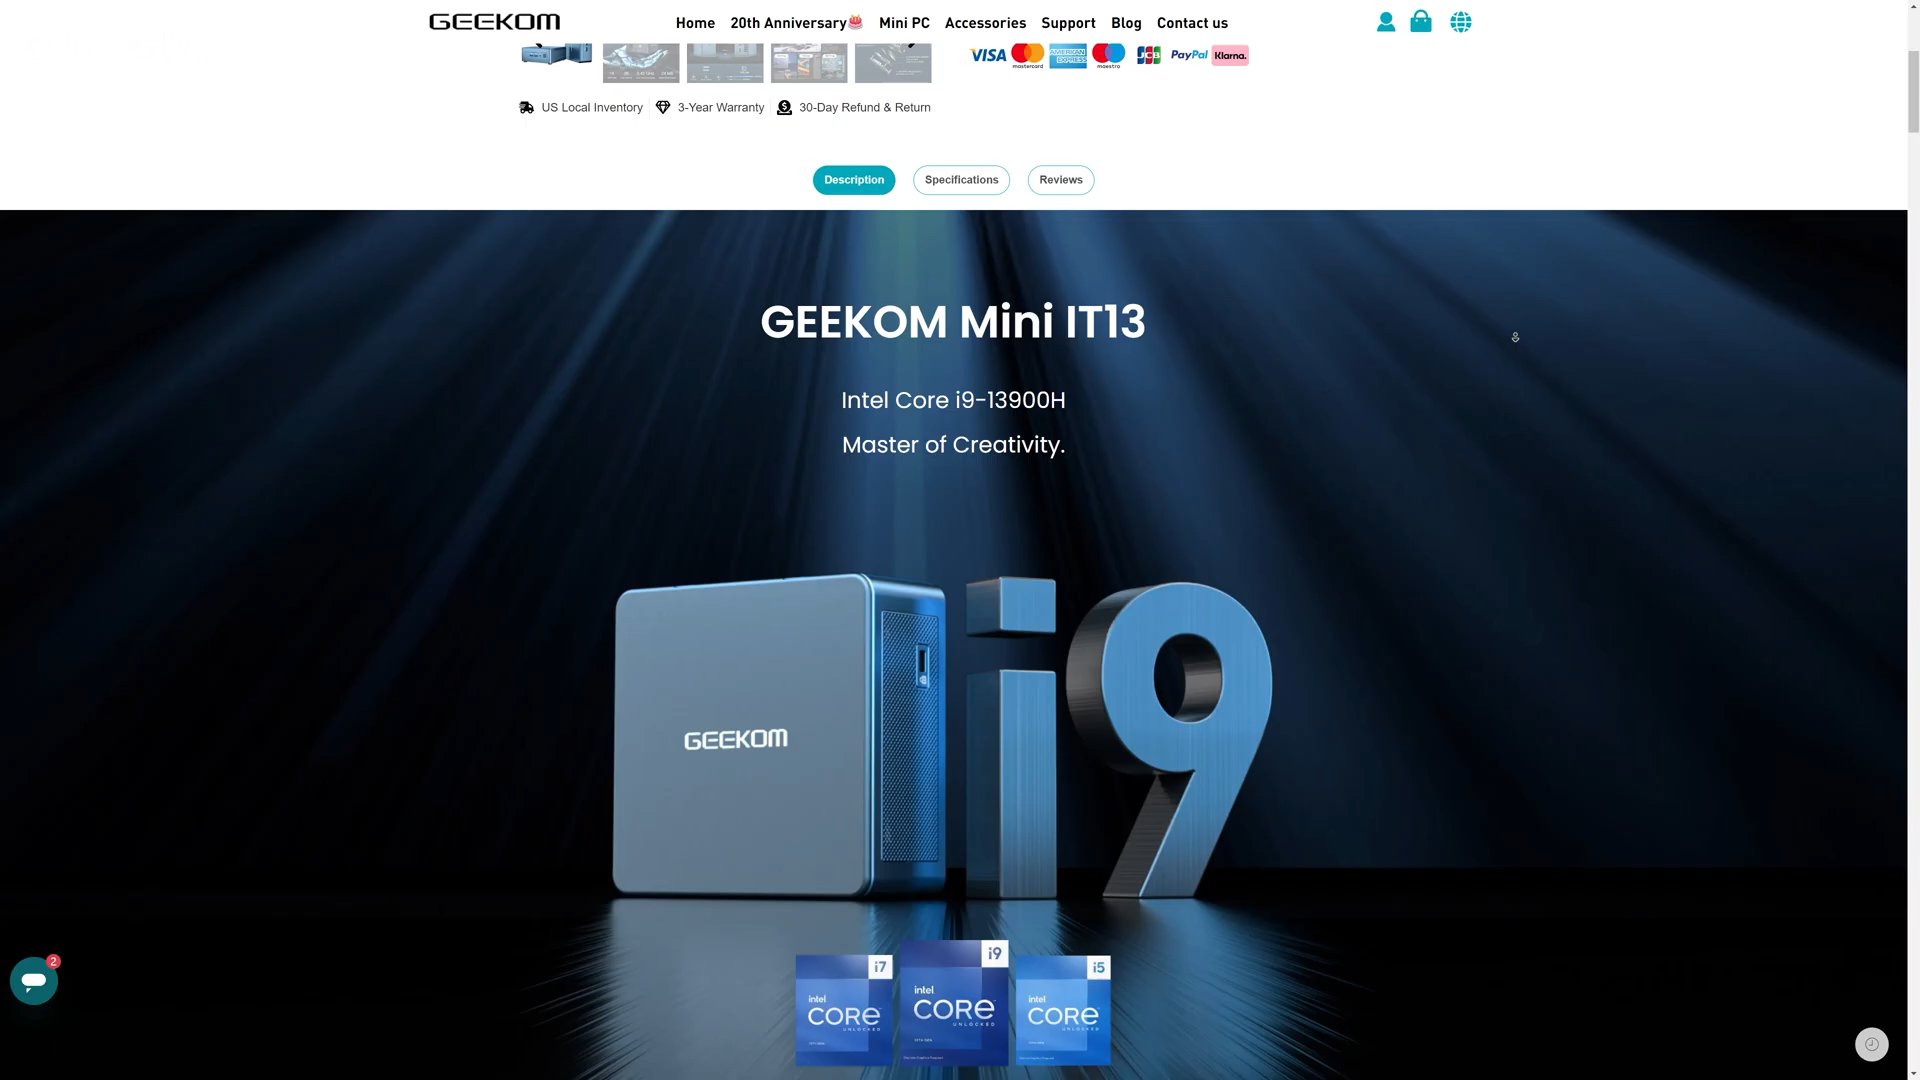 GEEKOM
Home 20th Anniversary Mini PC Accessories Support Blog Contact us
VISA mastercard AMERICAN EXPRESS maestro JCB PayPal Klarna.
US Local Inventory 3-Year Warranty 30-Day Refund & Return
Description Specifications Reviews
GEEKOM Mini IT13
Intel Core i9-13900H
Master of Creativity.
GEEKOM
i9
2
i7
intel
CORE
UNLOCKED
i9
intel
CORE
UNLOCKED
i5
intel
CORE
UNLOCKED